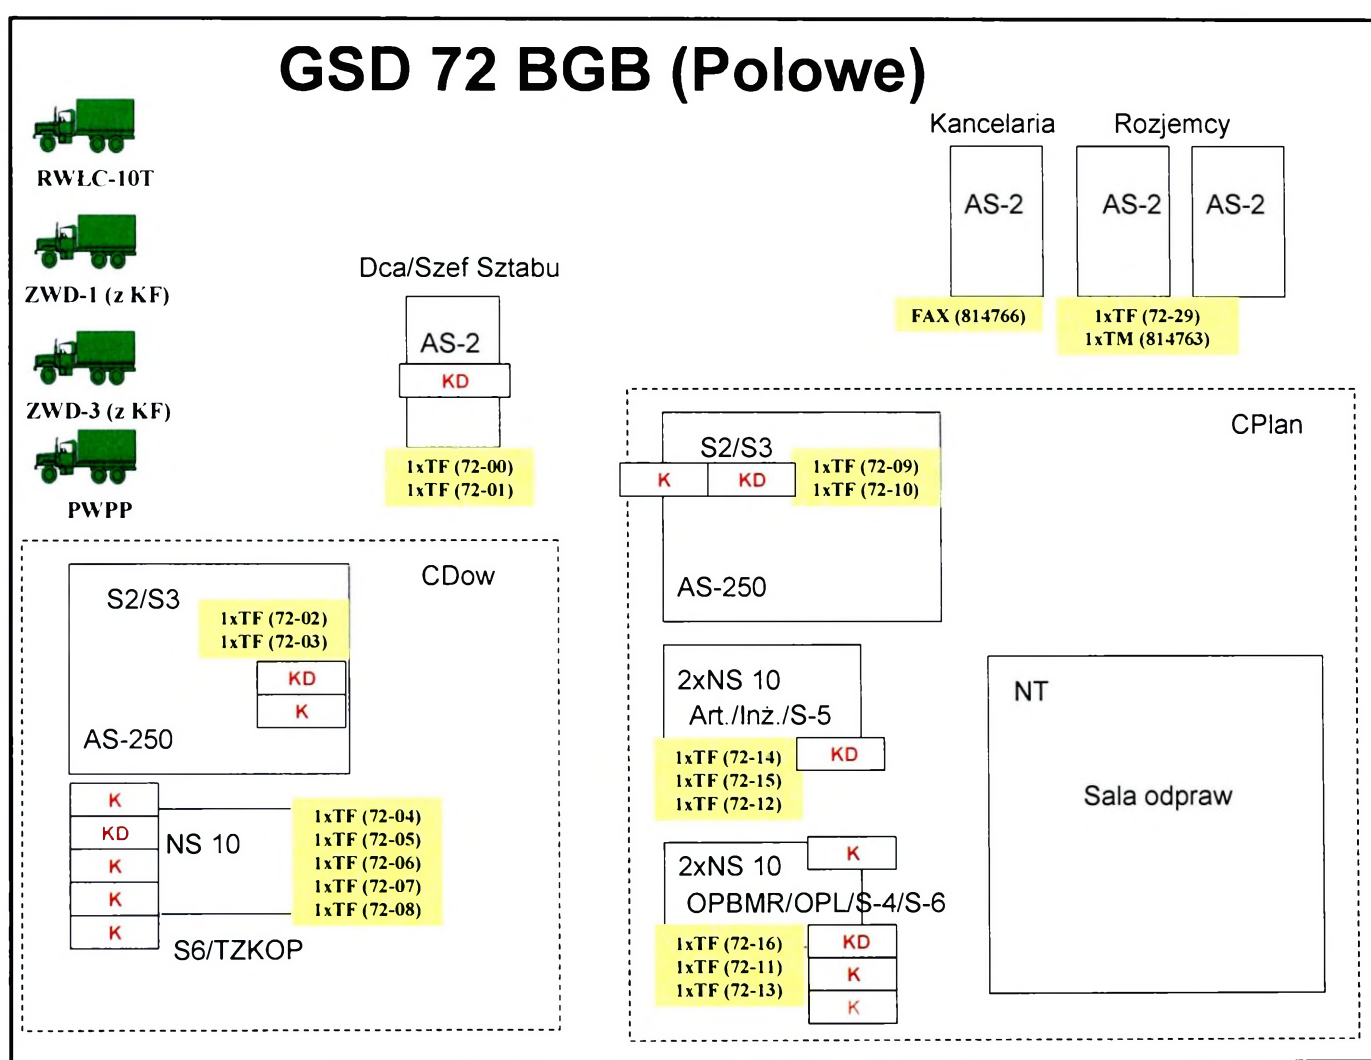 GSD 72 BGB (Polowe)
RWŁC-10T
ZWD-1 (z KF)
ZWD-3 (z KF)
PWPP
Dca/Szef Sztabu
AS-2
KD
1xTF (72-00)
1xTF (72-01)
Kancelaria
AS-2
FAX (814766)
Rozjemcy
AS-2
AS-2
1xTF (72-29)
1xTM (814763)
CDow
S2/S3
1xTF (72-02)
1xTF (72-03)
KD
K
AS-250
K
KD
K
K
K
NS 10
1xTF (72-04)
1xTF (72-05)
1xTF (72-06)
1xTF (72-07)
1xTF (72-08)
S6/TZKOP
CPlan
S2/S3
K
KD
1xTF (72-09)
1xTF (72-10)
AS-250
2xNS 10
Art./Inż./S-5
1xTF (72-14)
1xTF (72-15)
1xTF (72-12)
KD
2xNS 10
K
OPBMR/OPL/S-4/S-6
1xTF (72-16)
1xTF (72-11)
1xTF (72-13)
KD
K
K
NT
Sala odpraw